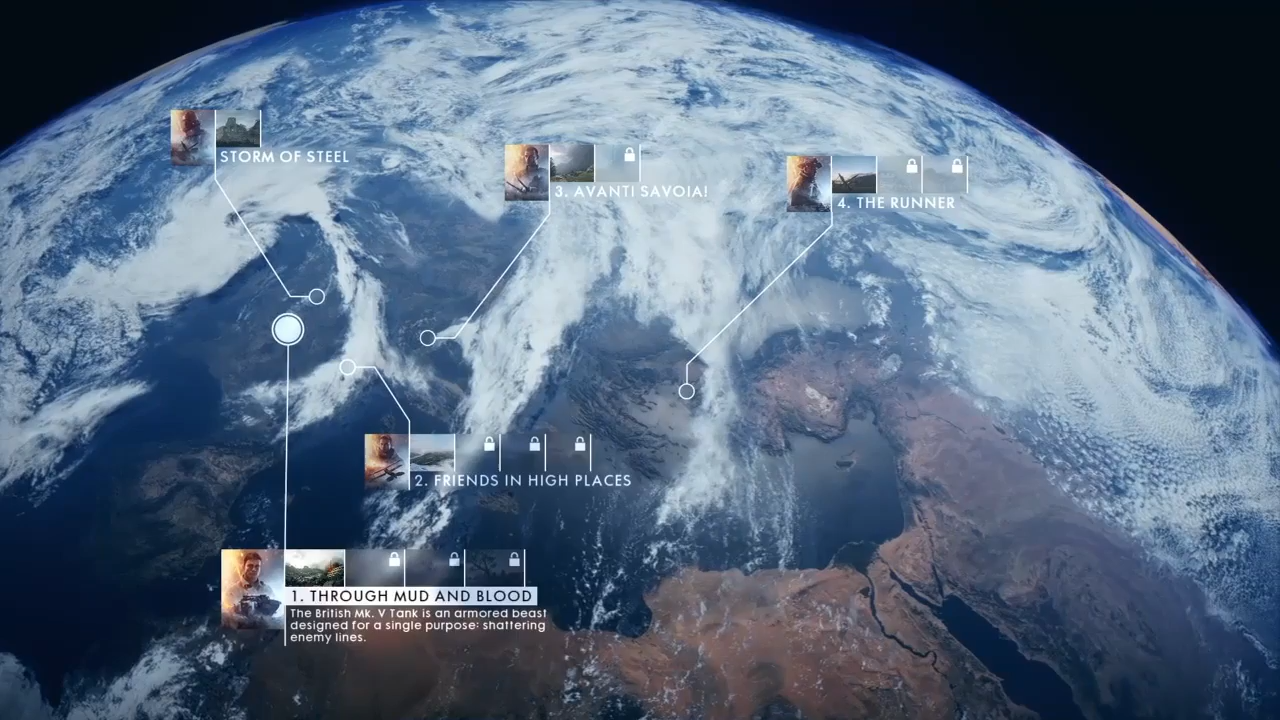 STORM OF STEEL
3. AVANTI SAVOIA!
4. THE RUNNER
2. FRIENDS IN HIGH PLACES
1. THROUGH MUD AND BLOOD
The British Mk. V Tank is an armored beast
designed for a single purpose: shattering
enemy lines.